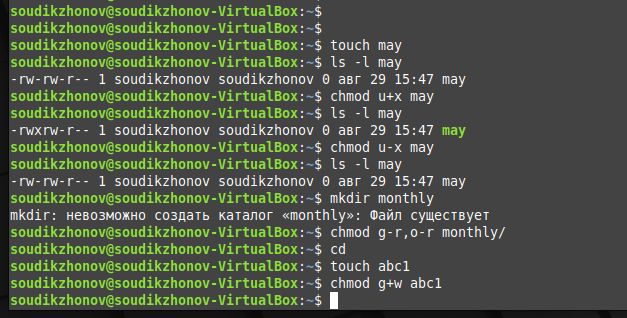 soudikzhonov@soudikzhonov-VirtualBox:~$
soudikzhonov@soudikzhonov-VirtualBox:~$
soudikzhonov@soudikzhonov-VirtualBox:~$ touch may
soudikzhonov@soudikzhonov-VirtualBox:~$ ls -l may
-rw-rw-r-- 1 soudikzhonov soudikzhonov 0 авг 29 15:47 may
soudikzhonov@soudikzhonov-VirtualBox:~$ chmod u+x may
soudikzhonov@soudikzhonov-VirtualBox:~$ ls -l may
-rwxrw-r-- 1 soudikzhonov soudikzhonov 0 авг 29 15:47 may
soudikzhonov@soudikzhonov-VirtualBox:~$ chmod u-x may
soudikzhonov@soudikzhonov-VirtualBox:~$ ls -l may
-rw-rw-r-- 1 soudikzhonov soudikzhonov 0 авг 29 15:47 may
soudikzhonov@soudikzhonov-VirtualBox:~$ mkdir monthly
mkdir: невозможно создать каталог «monthly»: Файл существует
soudikzhonov@soudikzhonov-VirtualBox:~$ chmod g-r,o-r monthly/
soudikzhonov@soudikzhonov-VirtualBox:~$ cd
soudikzhonov@soudikzhonov-VirtualBox:~$ touch abc1
soudikzhonov@soudikzhonov-VirtualBox:~$ chmod g+w abc1
soudikzhonov@soudikzhonov-VirtualBox:~$